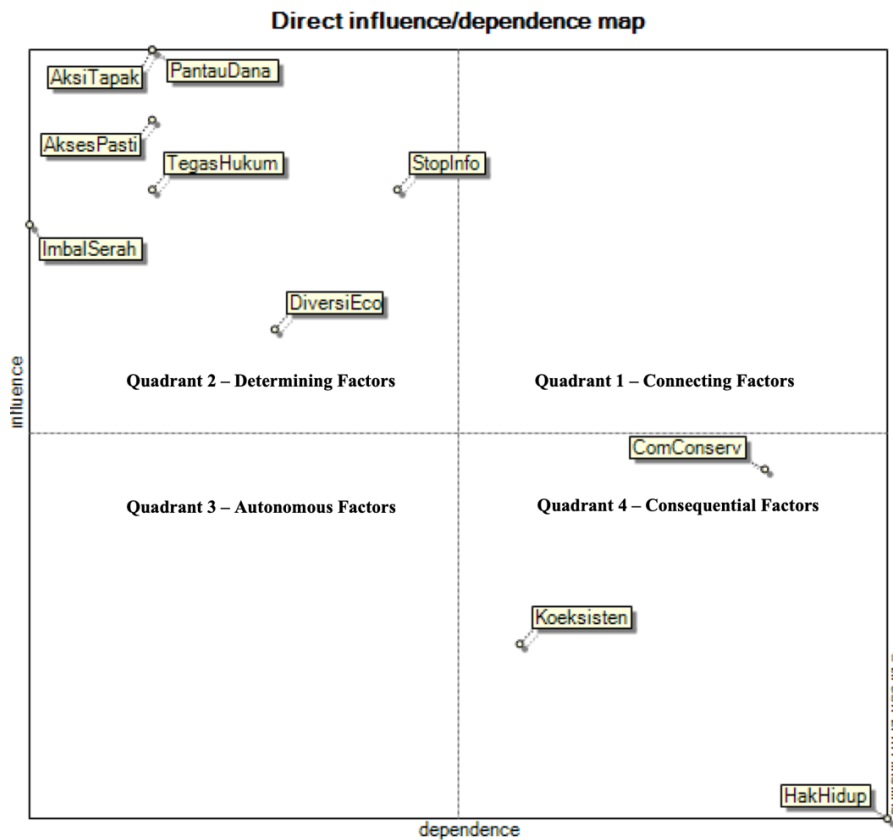 Direct influence/dependence map
AksiTapak
PantauDana
AksesPasti
TegasHukum
StopInfo
ImbalSerah
DiversiEco
Quadrant 2 – Determining Factors
Quadrant 1 – Connecting Factors
influence
ComConserv
Quadrant 3 – Autonomous Factors
Quadrant 4 – Consequential Factors
Koeksisten
HakHidup
dependence